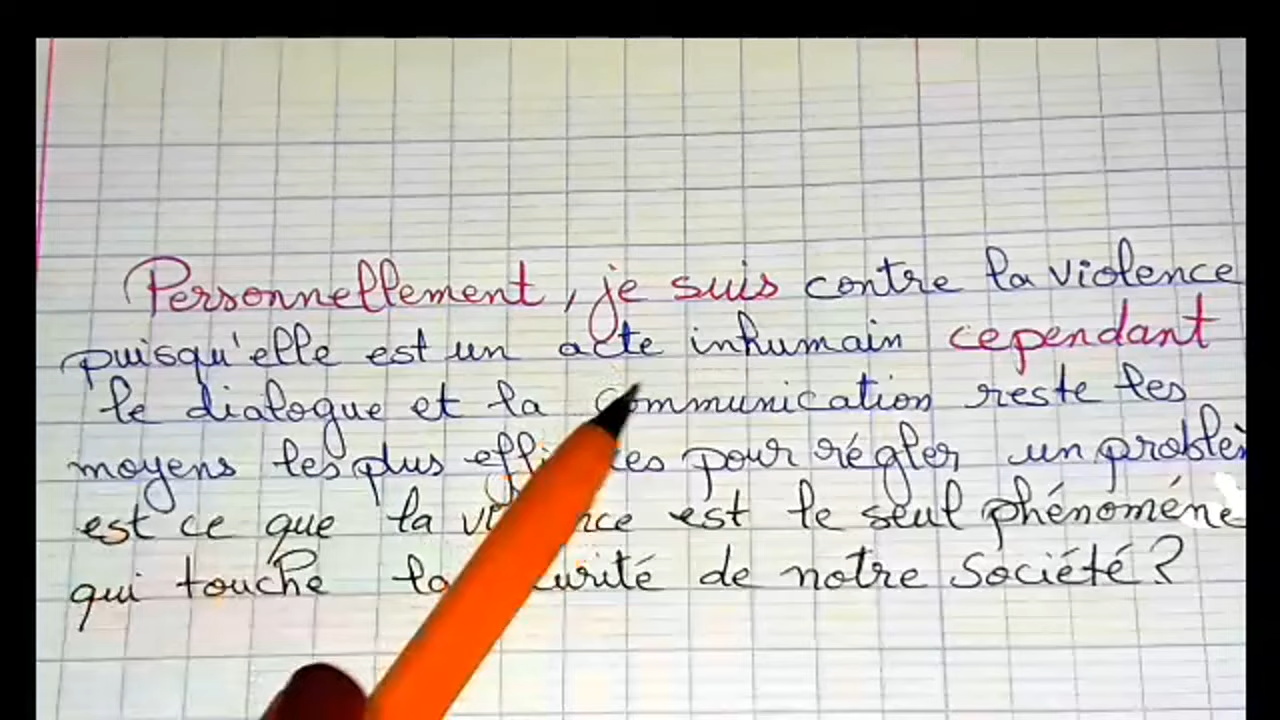 Personnellement, je suis contre la violence
puisqu'elle est un acte inhumain cependant
le dialogue et la communication reste les
moyens les plus pour régler un
est ce que la est le seul phénoméne
qui touche de notre société?